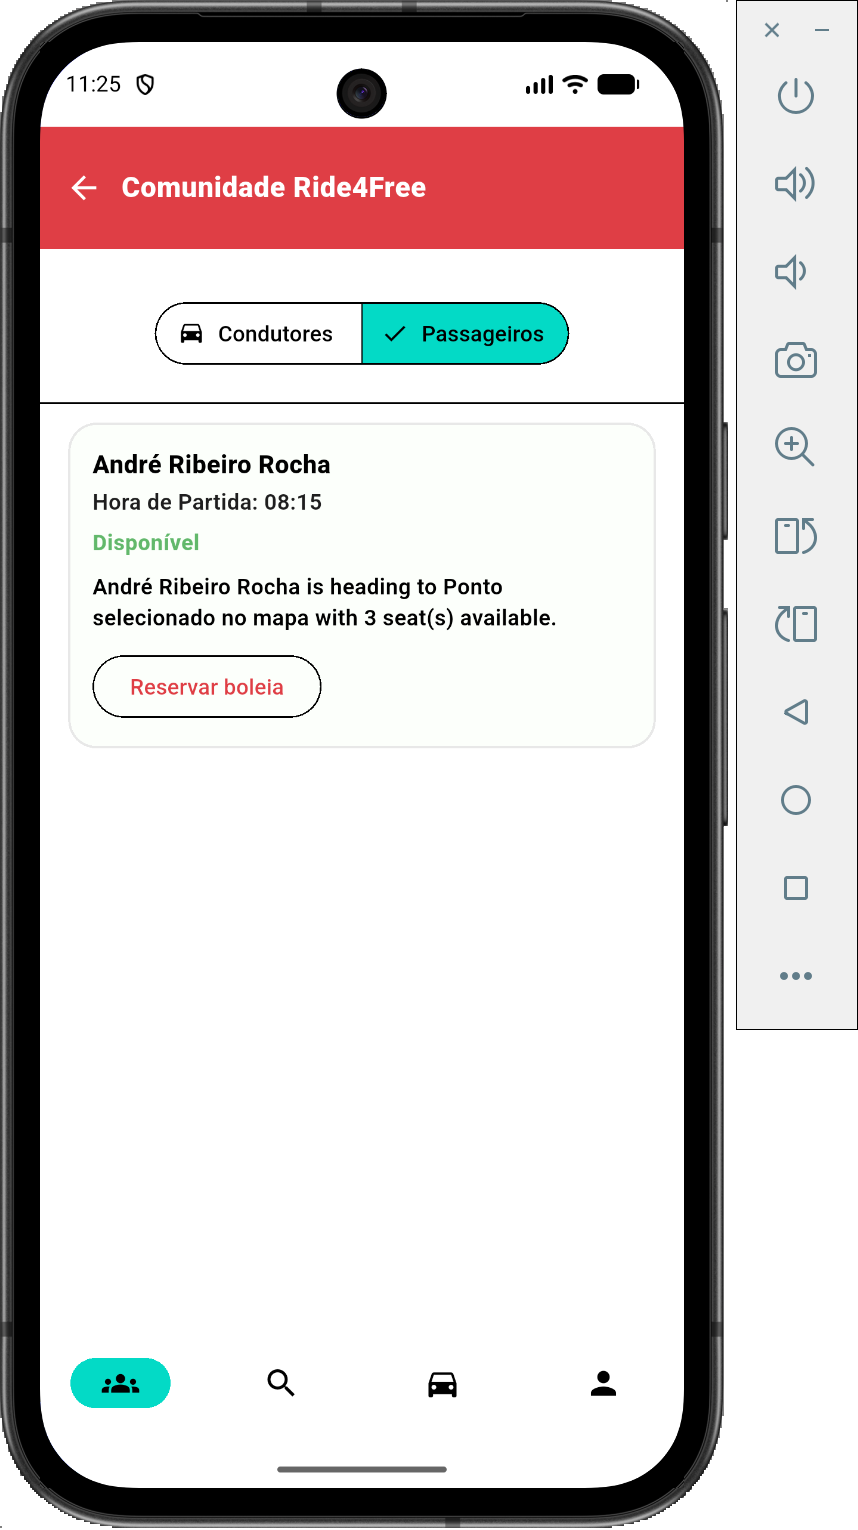 11:25
Comunidade Ride4Free
Condutores
Passageiros
André Ribeiro Rocha
Hora de Partida: 08:15
Disponível
André Ribeiro Rocha is heading to Ponto
selecionado no mapa with 3 seat(s) available.
Reservar boleia